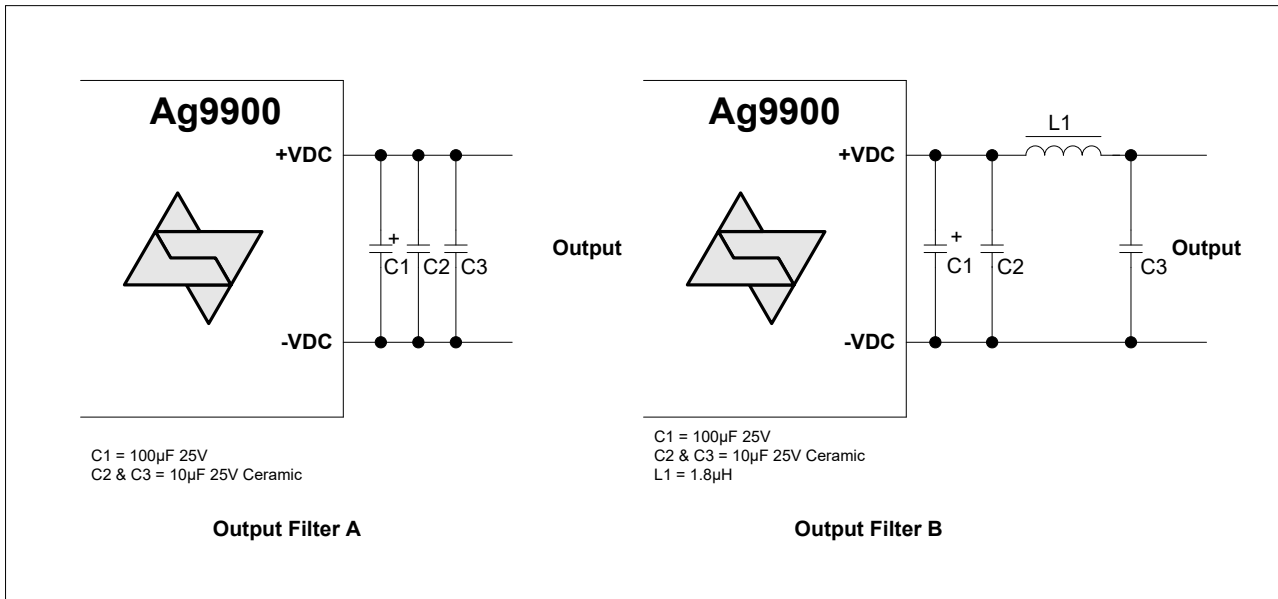 Ag9900
+VDC
+
C1 C2 C3
Output
-VDC
C1 = 100µF 25V
C2 & C3 = 10µF 25V Ceramic
Output Filter A
Ag9900
L1
+VDC
+
C1 C2 C3
Output
-VDC
C1 = 100µF 25V
C2 & C3 = 10µF 25V Ceramic
L1 = 1.8µH
Output Filter B